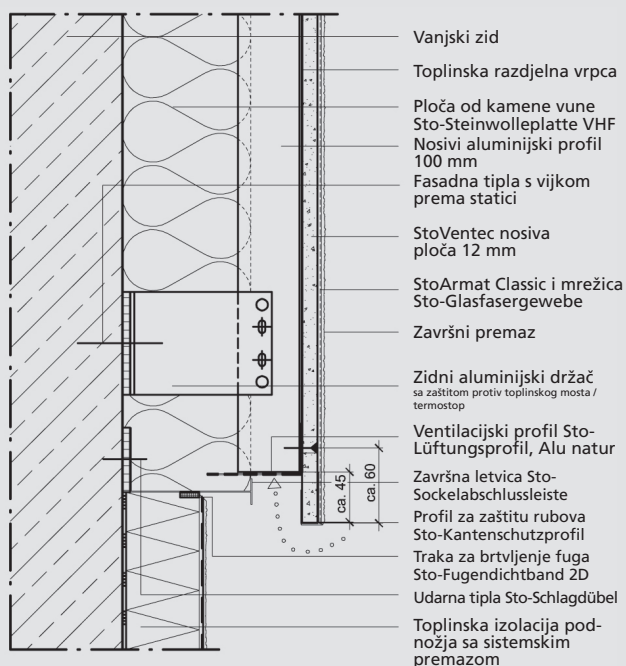 Vanjski zid
Toplinska razdjelna vrpca
Ploča od kamene vune
Sto-Steinwolleplatte VHF
Nosivi aluminijski profil
100 mm
Fasadna tipla s vijkom
prema statici
StoVentec nosiva
ploča 12 mm
StoArmat Classic i mrežica
Sto-Glasfasergewebe
Završni premaz
Zidni aluminijski držač
sa zaštitom protiv toplinskog mosta /
termostop
Ventilacijski profil Sto-
Lüftungsprofil, Alu natur
Završna letvica Sto-
Sockelabschlussleiste
Profil za zaštitu rubova
Sto-Kantenschutzprofil
Traka za brtvljenje fuga
Sto-Fugendichtband 2D
Udarna tipla Sto-Schlagdübel
Toplinska izolacija pod-
nožja sa sistemskim
premazom
ca. 45
ca. 60